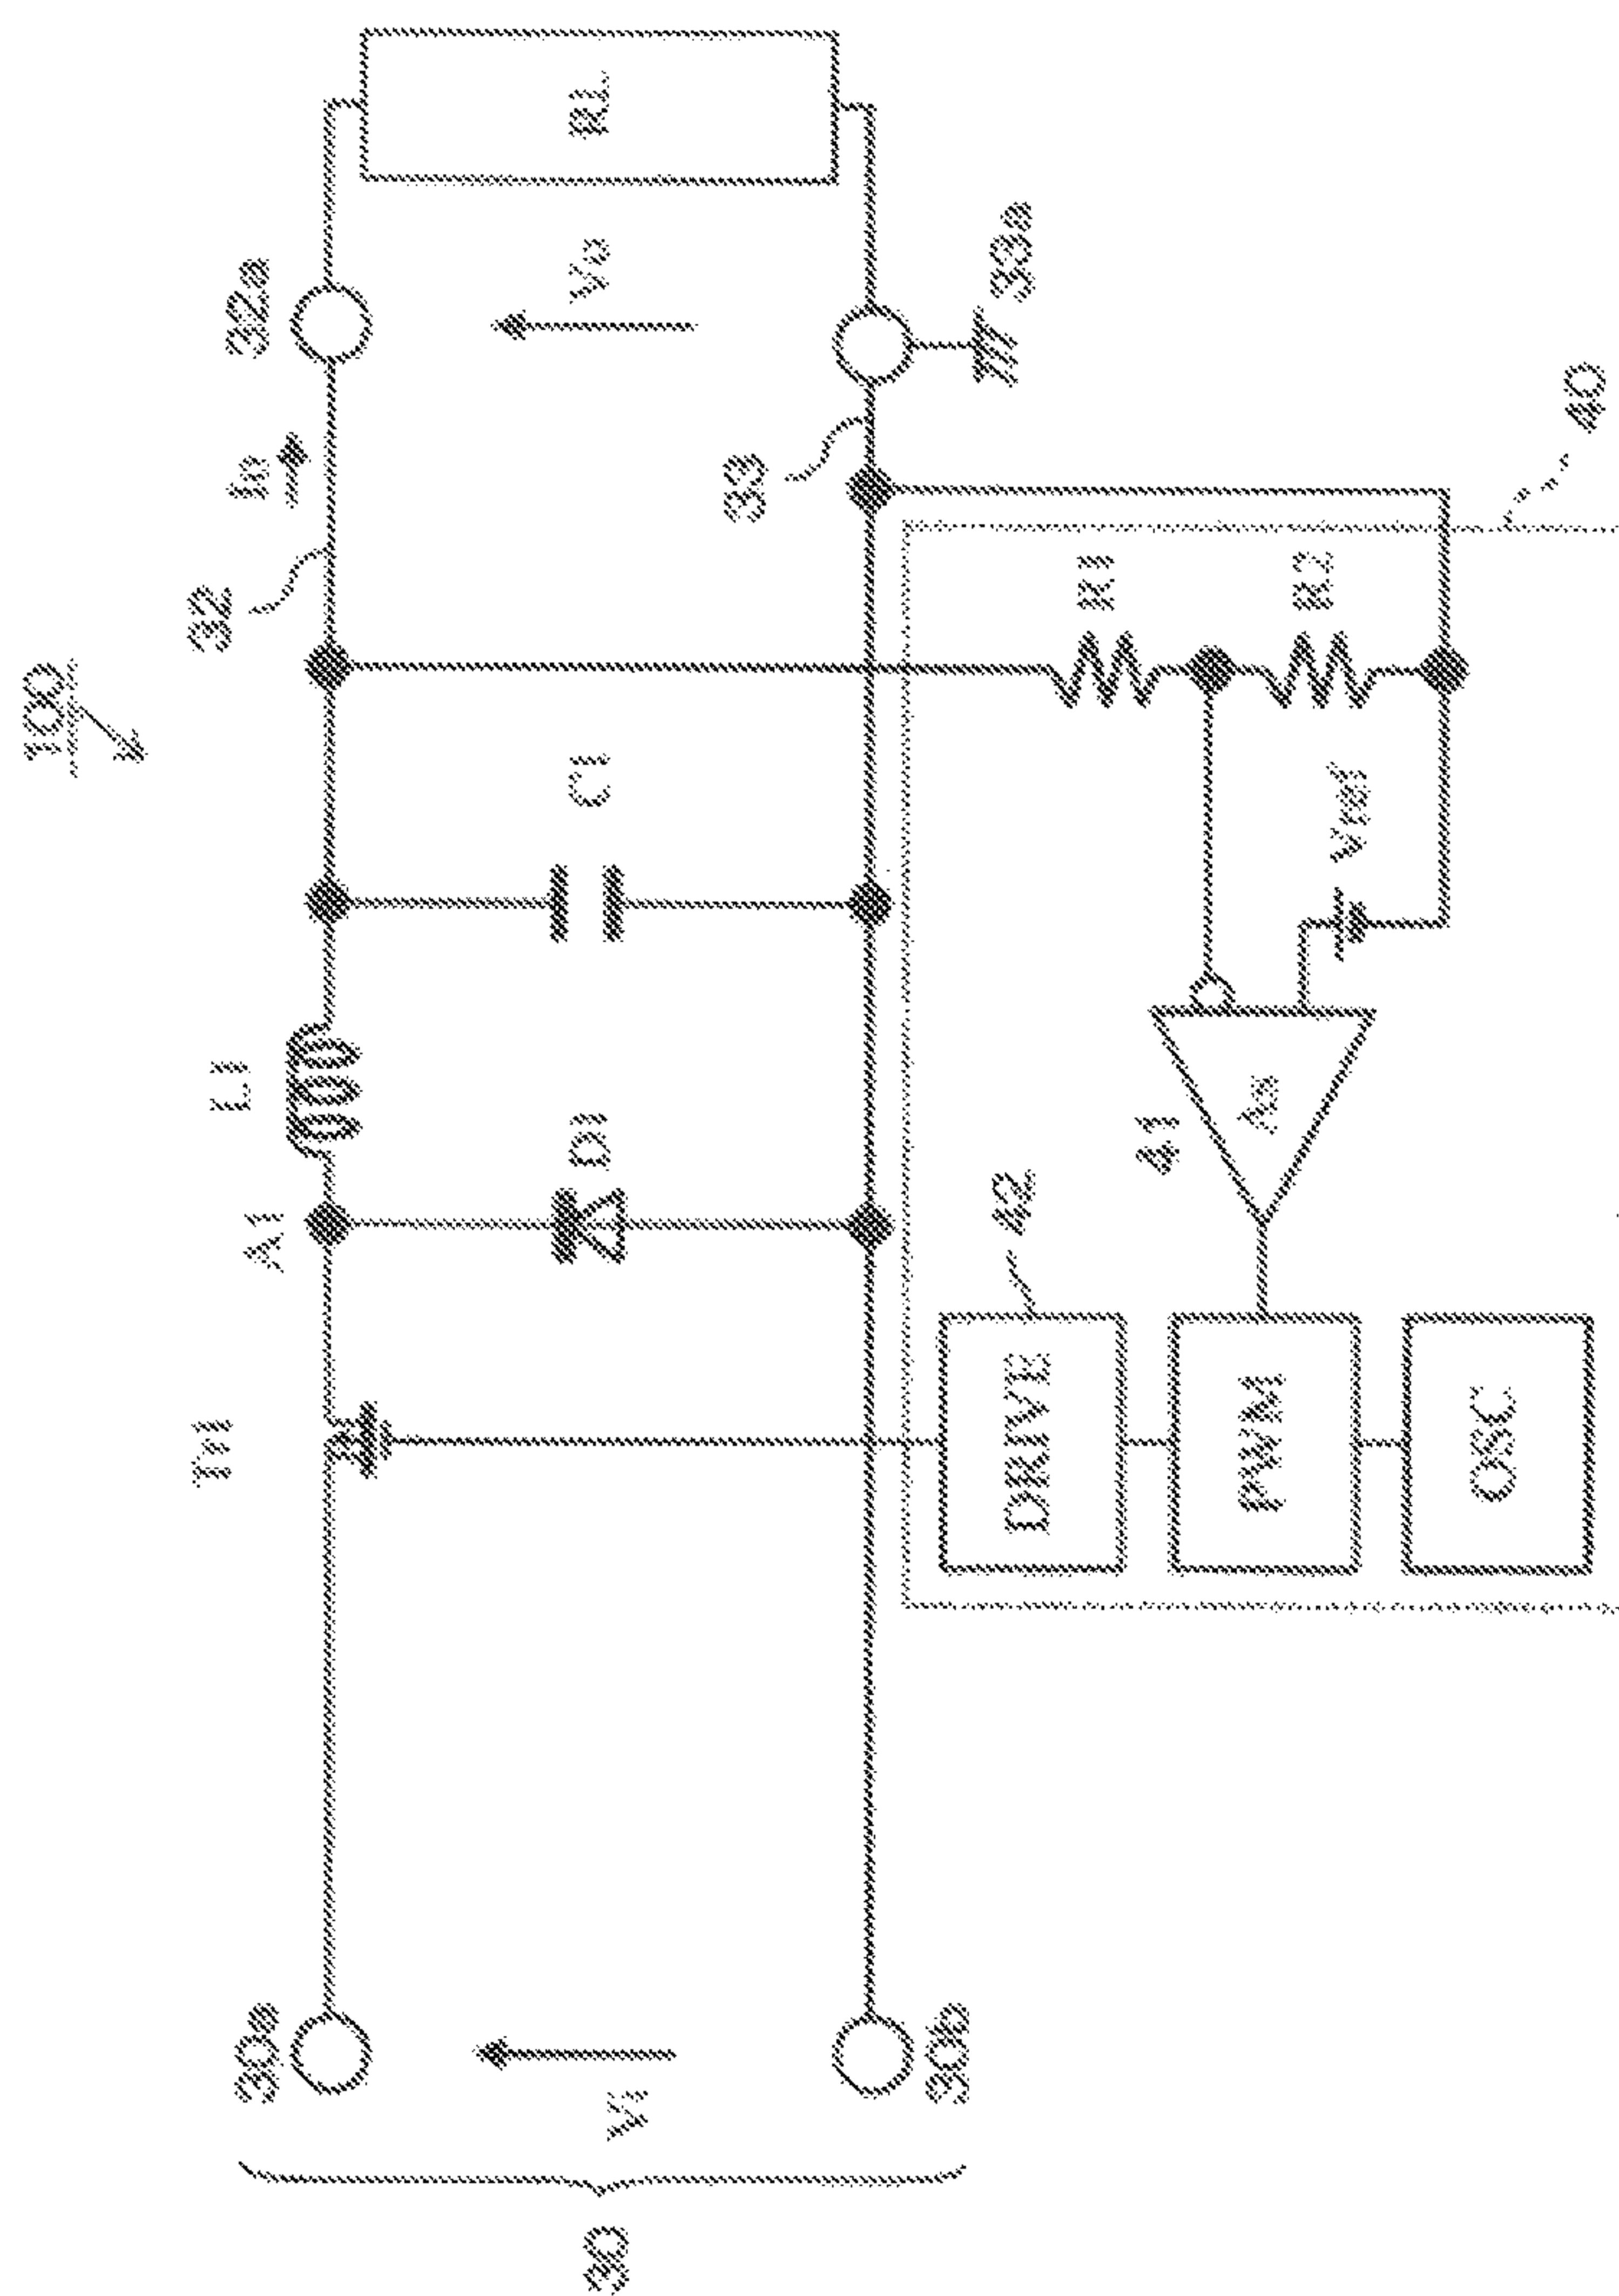 100
30
30a
Vi
30b
Tr1
A1
L1
D1
C1
32
Io
32a
33
Vo
33a
RL
DRIVE
42
PWM
OSC
41
Aa
Vref
R1
R2
40